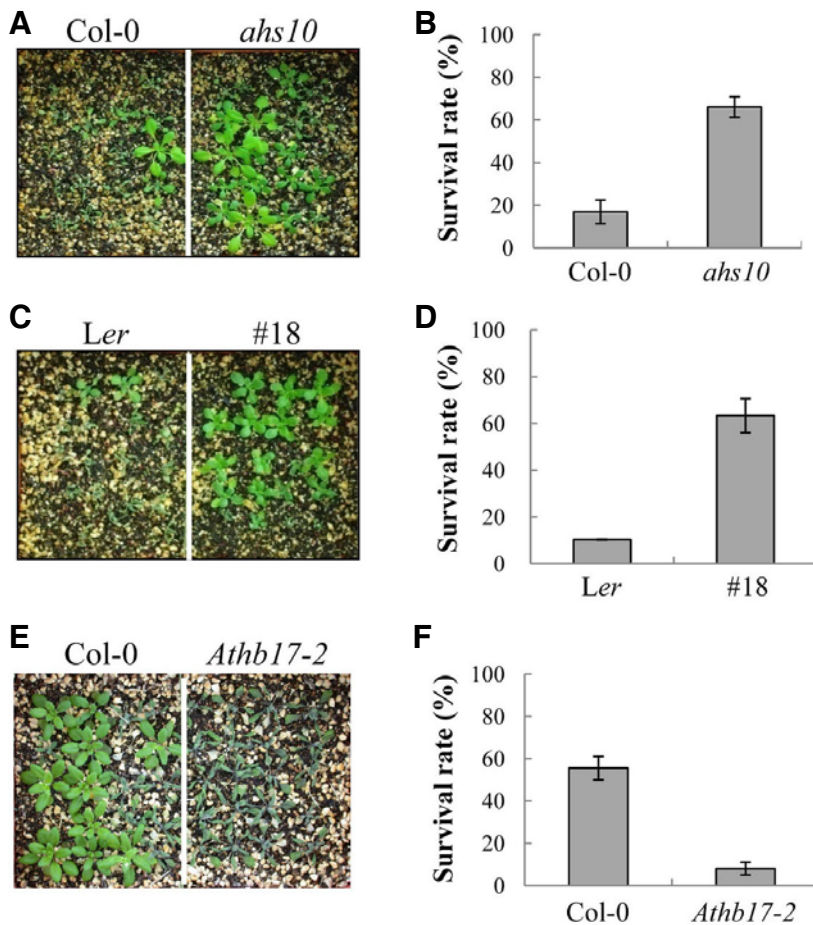 A
Col-0 ahs10
B
Survival rate (%)
100
80
60
40
20
0
Col-0 ahs10
C
Ler #18
D
Survival rate (%)
100
80
60
40
20
0
Ler #18
E
Col-0 Athb17-2
F
Survival rate (%)
100
80
60
40
20
0
Col-0 Athb17-2